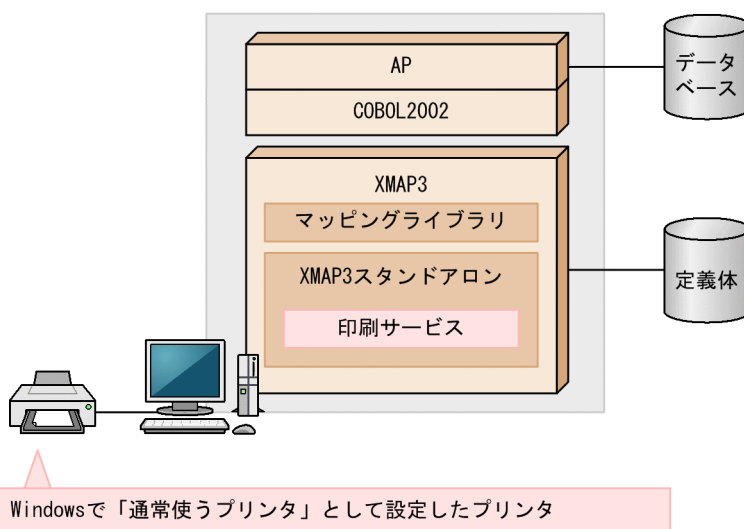 AP
COBOL2002
データ
ベース
XMAP3
マッピングライブラリ
XMAP3スタンドアロン
印刷サービス
定義体
Windowsで「通常使うプリンタ」として設定したプリンタ